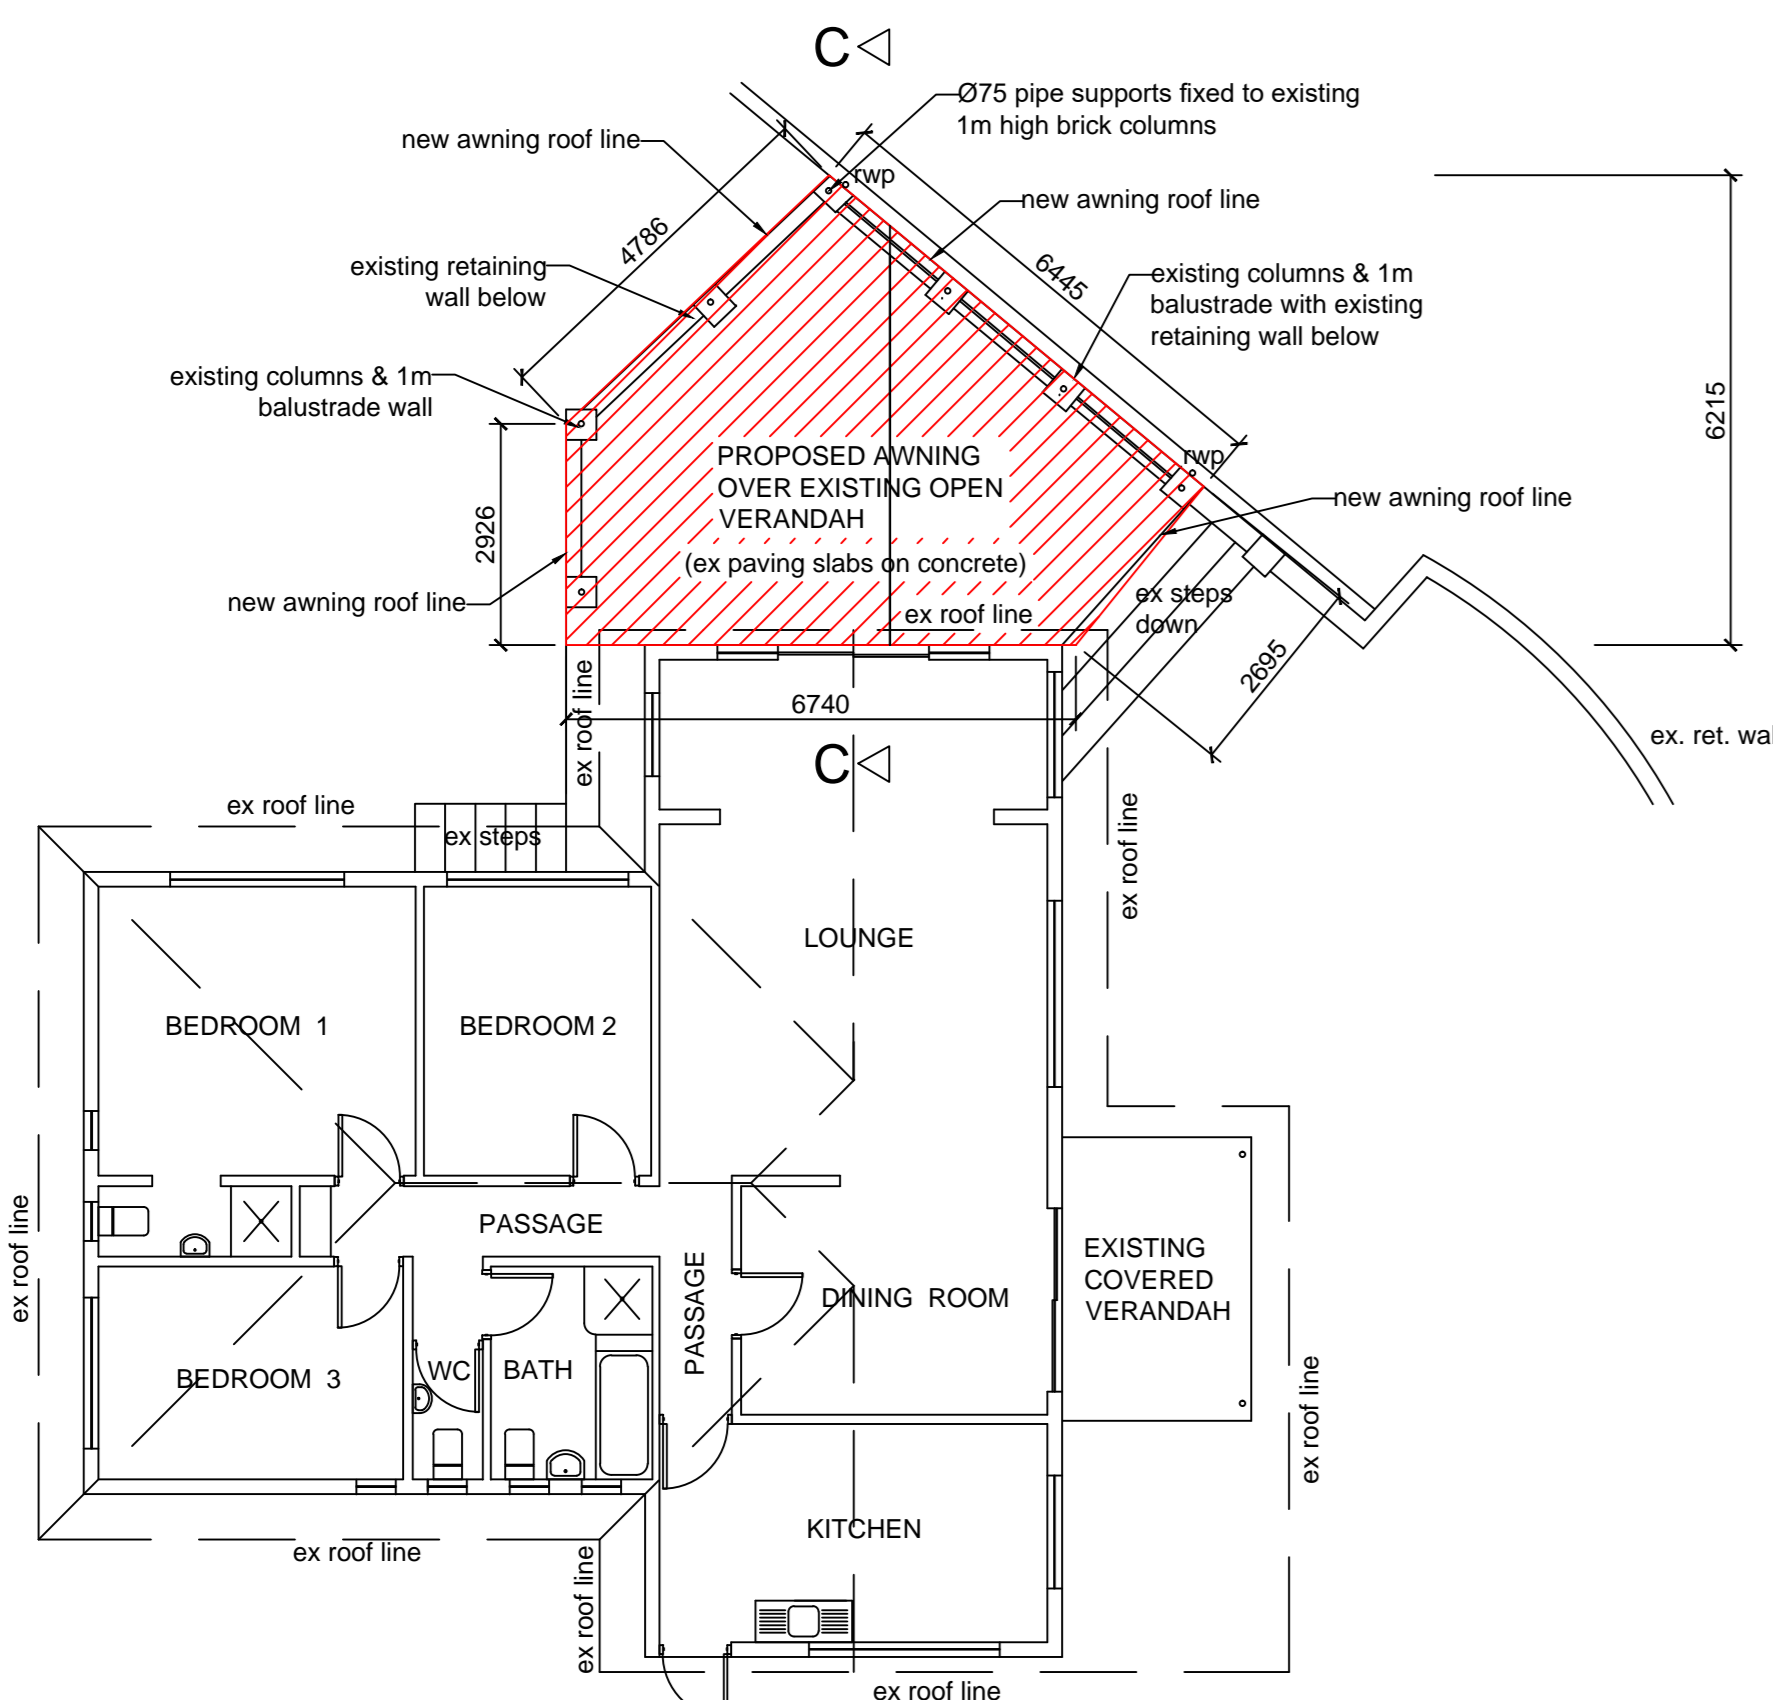 C
Ø75 pipe supports fixed to existing
1m high brick columns
new awning roof line
rwp
new awning roof line
4786
existing retaining
wall below
6445
existing columns & 1m
balustrade with existing
retaining wall below
existing columns & 1m
balustrade wall
6215
PROPOSED AWNING
OVER EXISTING OPEN
VERANDAH
(ex paving slabs on concrete)
rwp
new awning roof line
2926
new awning roof line
ex roof line
ex steps
down
2695
ex roof line
6740
C
ex. ret. wal
ex roof line
ex steps
ex roof line
LOUNGE
BEDROOM 1
BEDROOM 2
PASSAGE
ex roof line
PASSAGE
DINING ROOM
EXISTING
COVERED
VERANDAH
BEDROOM 3
WC
BATH
ex roof line
KITCHEN
ex roof line
ex roof line
ex roof line